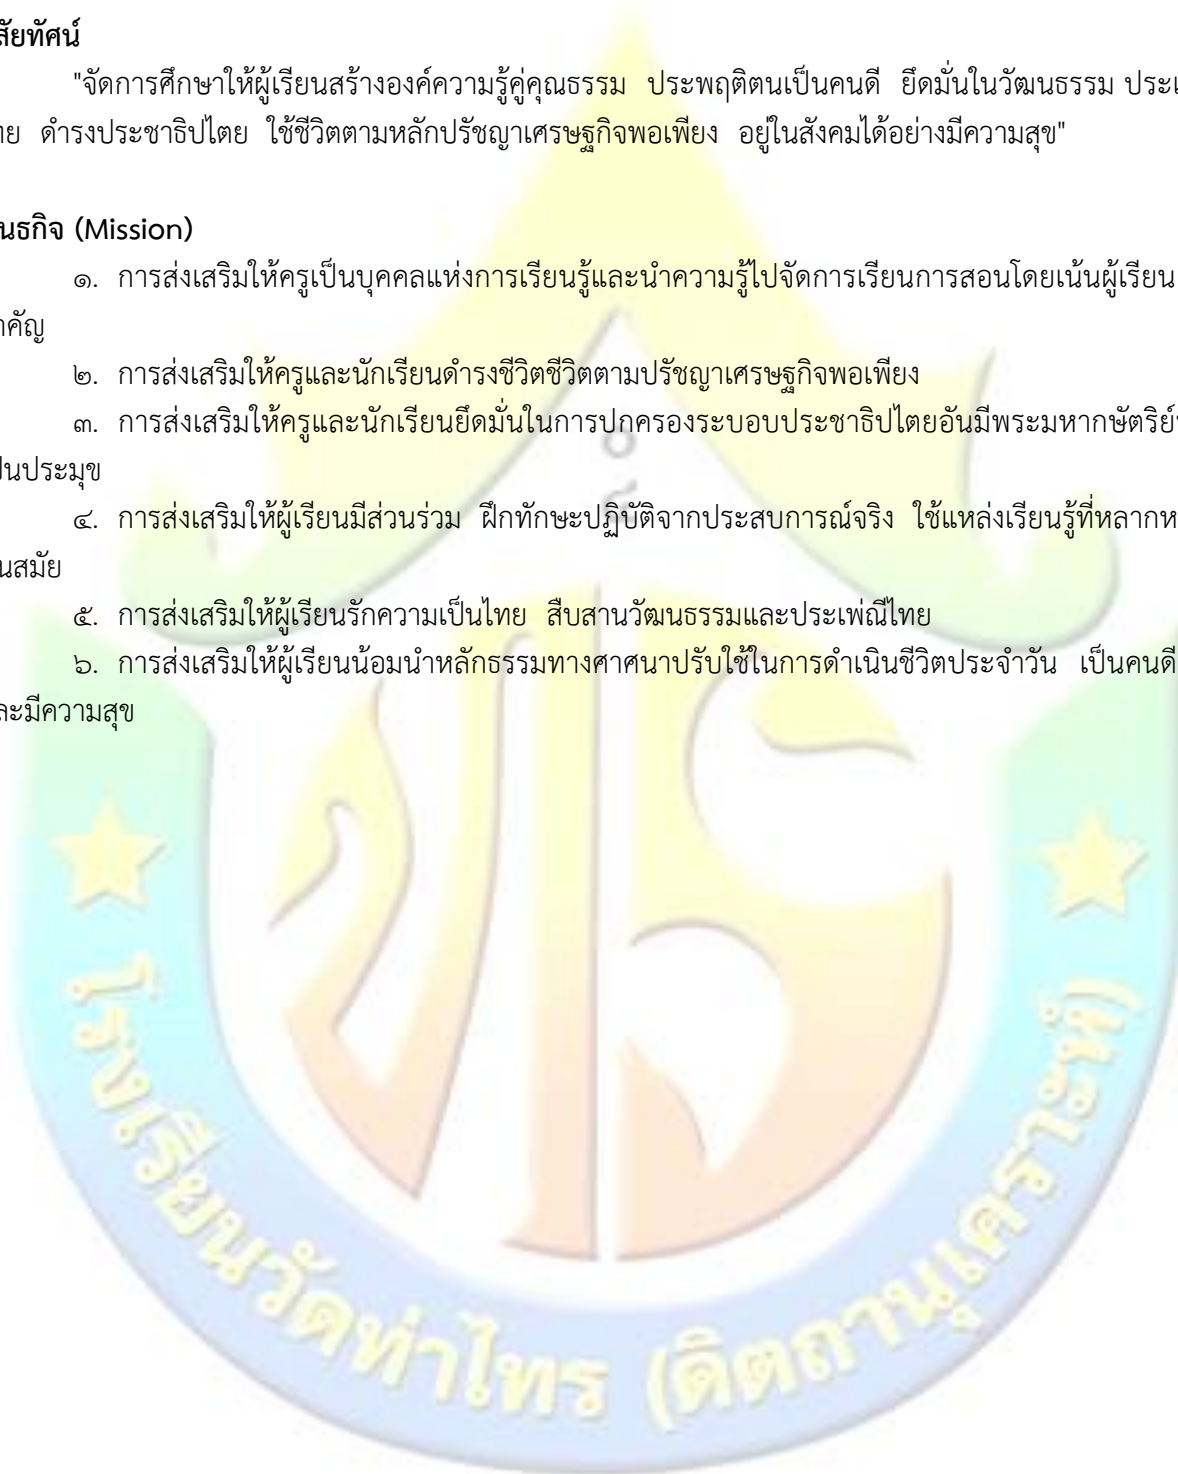 สัยทัศน์
"จัดการศึกษาให้ผู้เรียนสร้างองค์ความรู้คู่คุณธรรม ประพฤติตนเป็นคนดี ยึดมั่นในวัฒนธรรม ประเ
ทย ดำรงประชาธิปไตย ใช้ชีวิตตามหลักปรัชญาเศรษฐกิจพอเพียง อยู่ในสังคมได้อย่างมีความสุข"
นธกิจ (Mission)
๑. การส่งเสริมให้ครูเป็นบุคคลแห่งการเรียนรู้และนำความรู้ไปจัดการเรียนการสอนโดยเน้นผู้เรียน
าคัญ
๒. การส่งเสริมให้ครูและนักเรียนดำรงชีวิตชีวิตตามปรัชญาเศรษฐกิจพอเพียง
๓. การส่งเสริมให้ครูและนักเรียนยึดมั่นในการปกครองระบอบประชาธิปไตยอันมีพระมหากษัตริย์
ป็นประมุข
๔. การส่งเสริมให้ผู้เรียนมีส่วนร่วม ฝึกทักษะปฏิบัติจากประสบการณ์จริง ใช้แหล่งเรียนรู้ที่หลากห
นสมัย
๕. การส่งเสริมให้ผู้เรียนรักความเป็นไทย สืบสานวัฒนธรรมและประเพ่ณีไทย
๖. การส่งเสริมให้ผู้เรียนน้อมนำหลักธรรมทางศาสนาปรับใช้ในการดำเนินชีวิตประจำวัน เป็นคนดี
ละมีความสุข
โรงเรียนวัดท่าไทร (ดิตถานุเคราะห์)